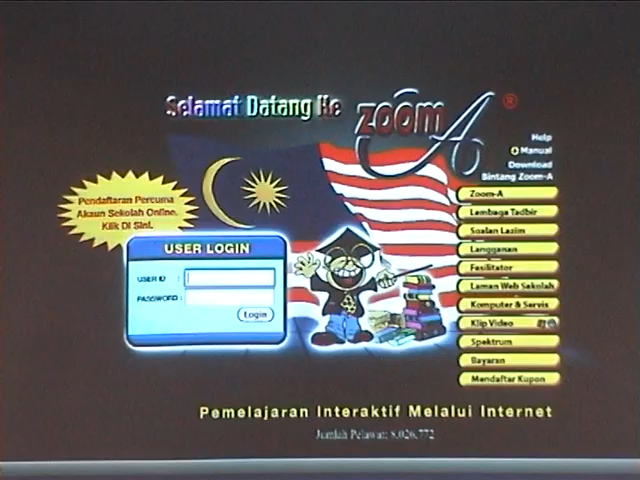 Selamat Datang Ke
zoom A ®
Help
Manual
Download
Bintang Zoom-A
Pendaftaran Percuma
Akaun Sekolah Online.
Klik Di Sini.
USER LOGIN
USER ID :
PASSWORD :
Login
Zoom-A
Lembaga Tadbir
Soalan Lazim
Langganan
Fasilitator
Laman Web Sekolah
Komputer & Servis
Klip Video
Spektrum
Bayaran
Mendaftar Kupon
Pemelajaran Interaktif Melalui Internet
Jumlah Pelawat: 8,026,772